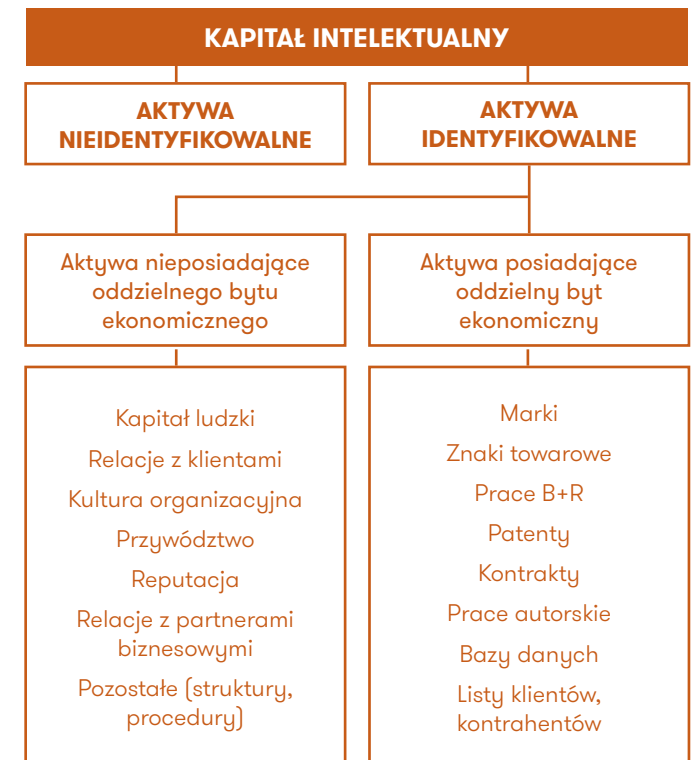 KAPITAŁ INTELEKTUALNY
AKTYWA
NIEIDENTYFIKOWALNE
AKTYWA
IDENTYFIKOWALNE
Aktywa nieposiadające
oddzielnego bytu
ekonomicznego
Aktywa posiadające
oddzielny byt
ekonomiczny
Kapitał ludzki
Relacje z klientami
Kultura organizacyjna
Przywództwo
Reputacja
Relacje z partnerami
biznesowymi
Pozostałe (struktury,
procedury)
Marki
Znaki towarowe
Prace B+R
Patenty
Kontrakty
Prace autorskie
Bazy danych
Listy klientów,
kontrahentów